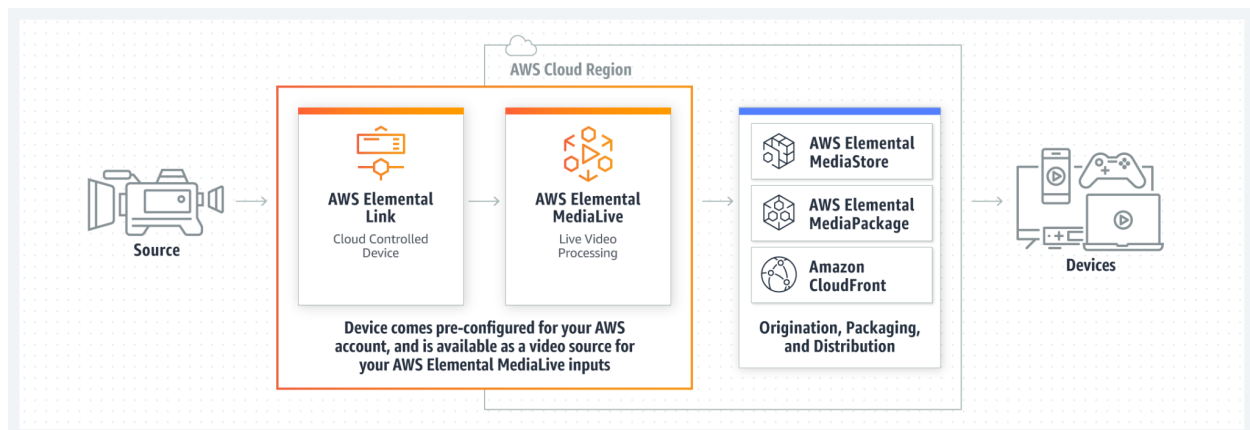 AWS Cloud Region
Source
AWS Elemental
Link
Cloud Controlled
Device
AWS Elemental
MediaLive
Live Video
Processing
Device comes pre-configured for your AWS
account, and is available as a video source for
your AWS Elemental MediaLive inputs
AWS Elemental
MediaStore
AWS Elemental
MediaPackage
Amazon
CloudFront
Origination, Packaging,
and Distribution
Devices